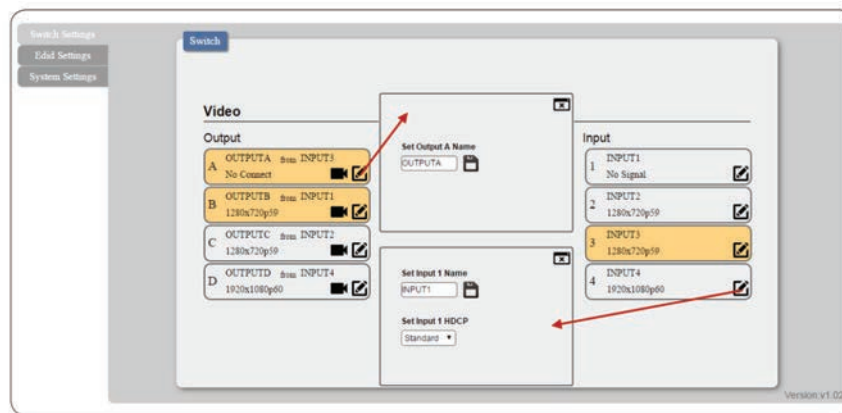 Switch Settings
Edid Settings
System Settings
Switch
Video
Output
A OUTPUTA from INPUT3
No Connect
B OUTPUTB from INPUT1
1280x720p59
C OUTPUTC from INPUT2
1280x720p59
D OUTPUTD from INPUT4
1920x1080p60
Set Output A Name
OUTPUTA
Set Input 1 Name
INPUT1
Set Input 1 HDCP
Standard
Input
1 INPUT1
No Signal
2 INPUT2
1280x720p59
3 INPUT3
1280x720p59
4 INPUT4
1920x1080p60
Version:v1.02